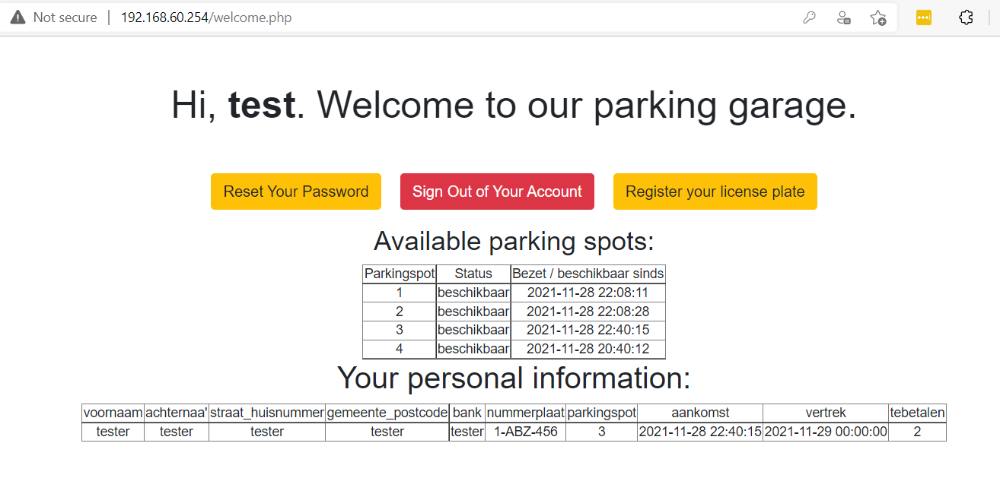 Not secure | 192.168.60.254/welcome.php
Hi, test. Welcome to our parking garage.
Reset Your Password Sign Out of Your Account Register your license plate
Available parking spots:
Parkingspot Status Bezet / beschikbaar sinds
1 beschikbaar 2021-11-28 22:08:11
2 beschikbaar 2021-11-28 22:08:28
3 beschikbaar 2021-11-28 22:40:15
4 beschikbaar 2021-11-28 20:40:12
Your personal information:
voornaam achternaa' straat_huisnummer gemeente_postcode bank nummerplaat parkingspot aankomst vertrek tebetalen
tester tester tester tester tester 1-ABZ-456 3 2021-11-28 22:40:15 2021-11-29 00:00:00 2